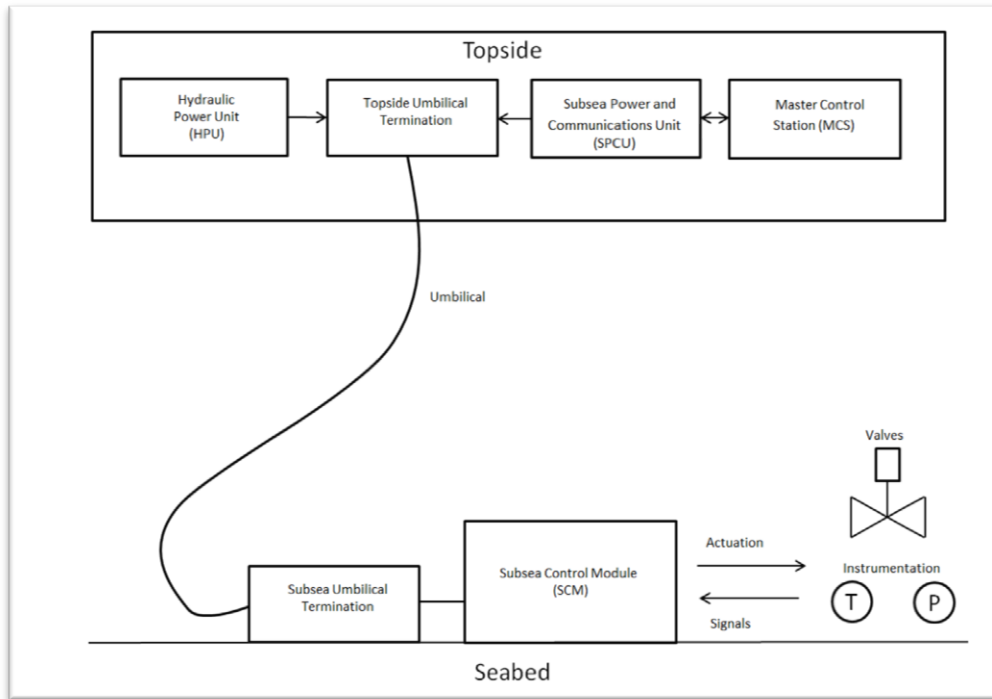 Topside
Hydraulic
Power Unit
(HPU)
Topside Umbilical
Termination
Subsea Power and
Communications Unit
(SPCU)
Master Control
Station (MCS)
Umbilical
Valves
Actuation
Instrumentation
T
P
Signals
Subsea Control Module
(SCM)
Subsea Umbilical
Termination
Seabed